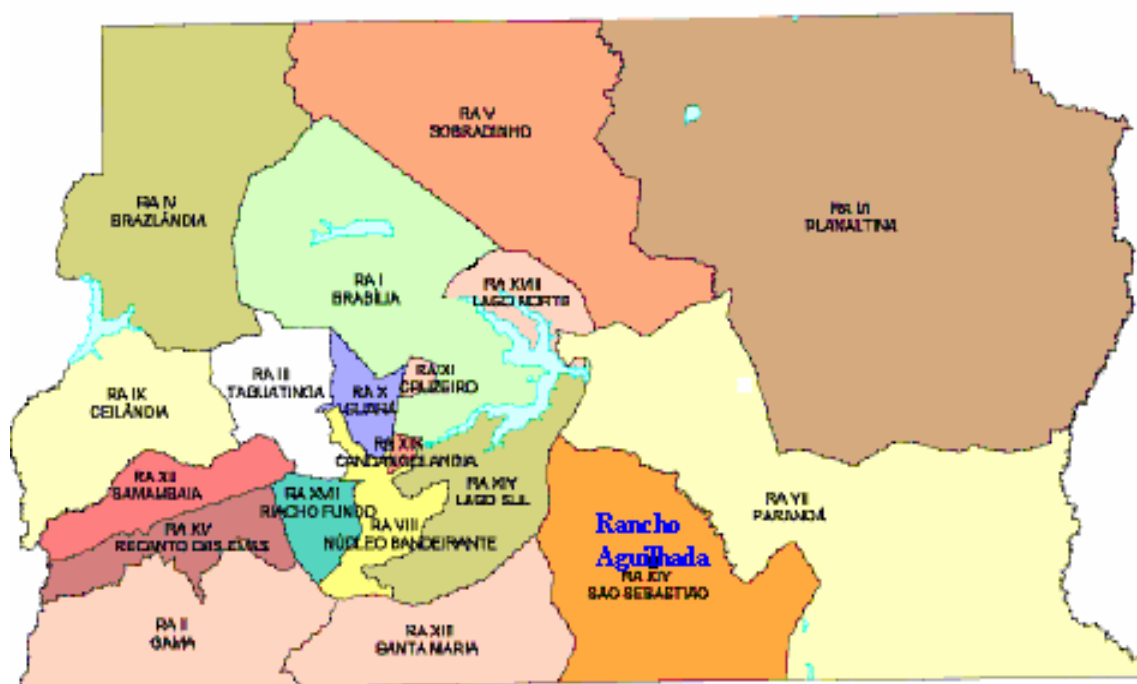 RA V
SOBRADINHO
RA IV
BRAZLÂNDIA
RA VI
PLANALTINA
RA I
BRASÍLIA
RA XVIII
LAGO NORTE
RA III
TAGUATINGA
RA XI
CRUZEIRO
RA X
GUARÁ
RA IX
CEILÂNDIA
RA XIX
CANDANGELANDIA
RA XII
SAMAMBAIA
RA XIV
LAGO SUL
RA XVII
RIACHO FUNDO
RA VII
PARANOÁ
RA XV
RECANTO DAS EMAS
RA VIII
NÚCLEO BANDEIRANTE
Rancho
Aguilhada
RA XIV
SÃO SEBASTIÃO
RA II
GAMA
RA XIII
SANTA MARIA